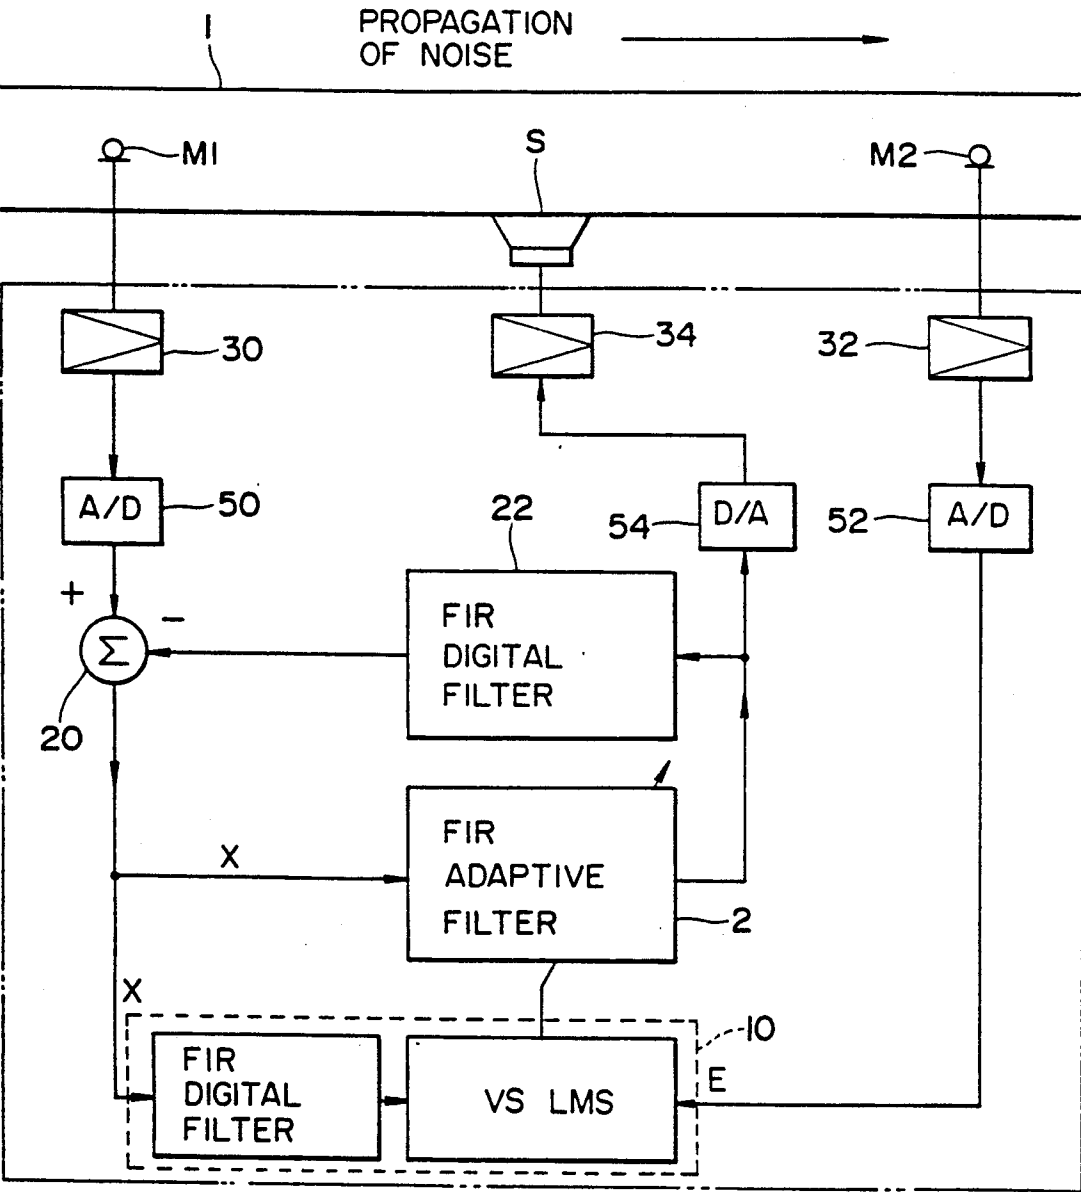 1
PROPAGATION
OF NOISE
M1
S
M2
30
34
32
A/D
50
22
54
D/A
52
A/D
+
−
Σ
20
FIR
DIGITAL
FILTER
X
FIR
ADAPTIVE
FILTER
2
X
10
FIR
DIGITAL
FILTER
VS LMS
E